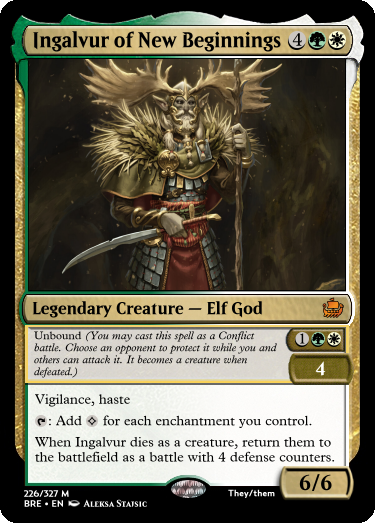 Ingalvur of New Beginnings 4
Legendary Creature — Elf God
Unbound (You may cast this spell as a Conflict 1
battle. Choose an opponent to protect it while you and
others can attack it. It becomes a creature when
defeated.)
4
Vigilance, haste
: Add for each enchantment you control.
When Ingalvur dies as a creature, return them to
the battlefield as a battle with 4 defense counters.
6/6
226/327 M They/them
BRE • EN Aleksa Stajsic